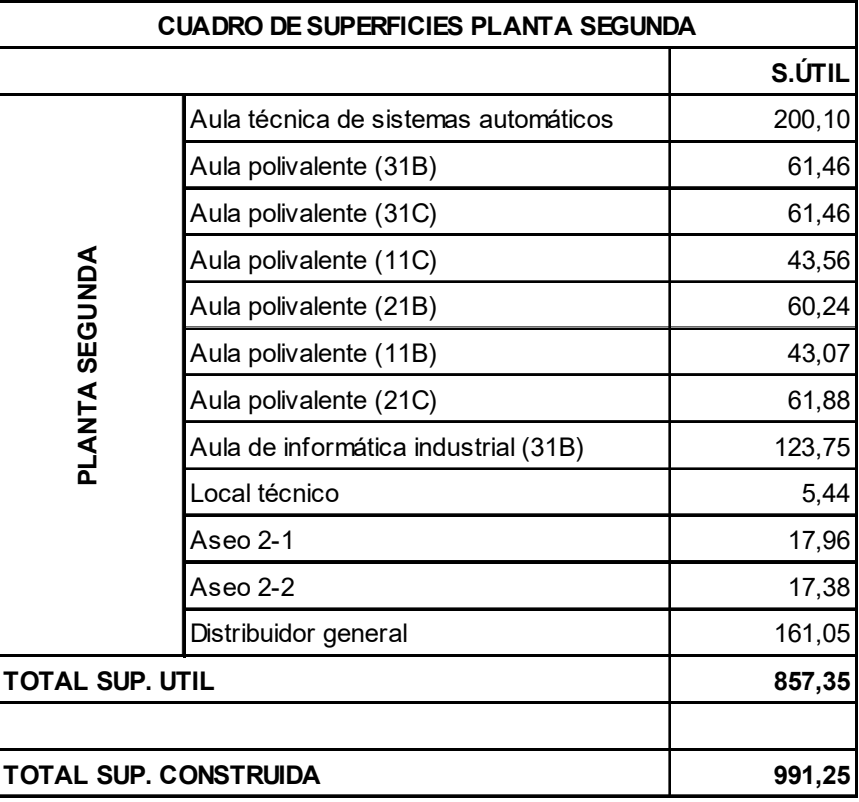 CUADRO DE SUPERFICIES PLANTA SEGUNDA
S.ÚTIL
PLANTA SEGUNDA
Aula técnica de sistemas automáticos 200,10
Aula polivalente (31B) 61,46
Aula polivalente (31C) 61,46
Aula polivalente (11C) 43,56
Aula polivalente (21B) 60,24
Aula polivalente (11B) 43,07
Aula polivalente (21C) 61,88
Aula de informática industrial (31B) 123,75
Local técnico 5,44
Aseo 2-1 17,96
Aseo 2-2 17,38
Distribuidor general 161,05
TOTAL SUP. UTIL 857,35
TOTAL SUP. CONSTRUIDA 991,25